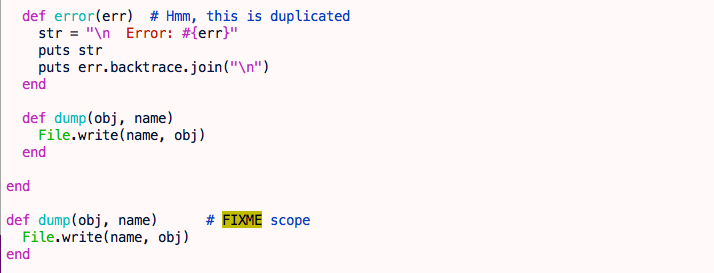 def error(err)  # Hmm, this is duplicated
str = "\n  Error: #{err}"
puts str
puts err.backtrace.join("\n")
end
def dump(obj, name)
File.write(name, obj)
end
end
def dump(obj, name)      # FIXME scope
File.write(name, obj)
end